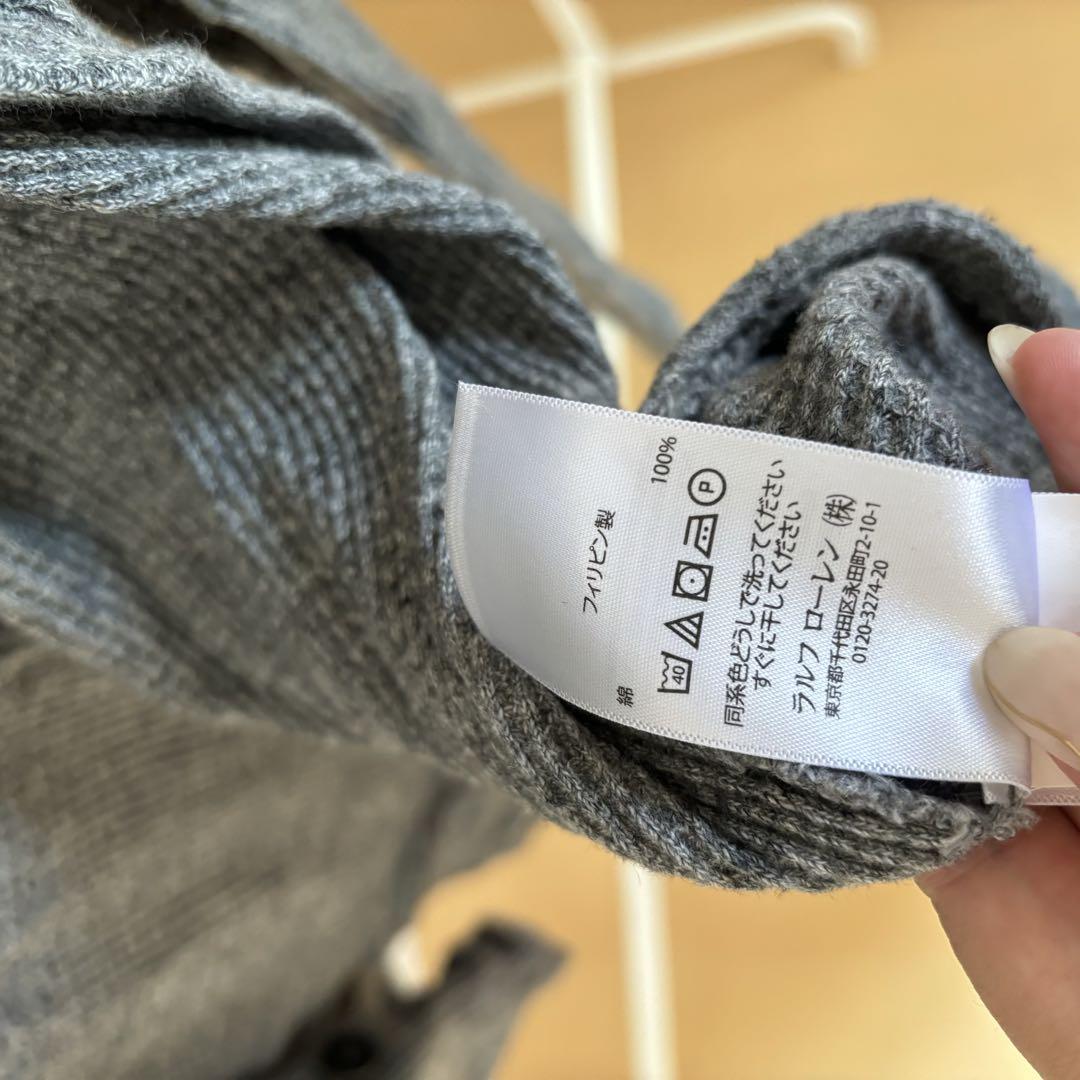 フィリピン製
綿 100%
40 P
同系色どうしで洗ってください
すぐに干してください
ラルフ ローレン (株)
東京都千代田区永田町2-10-1
0120-3274-20